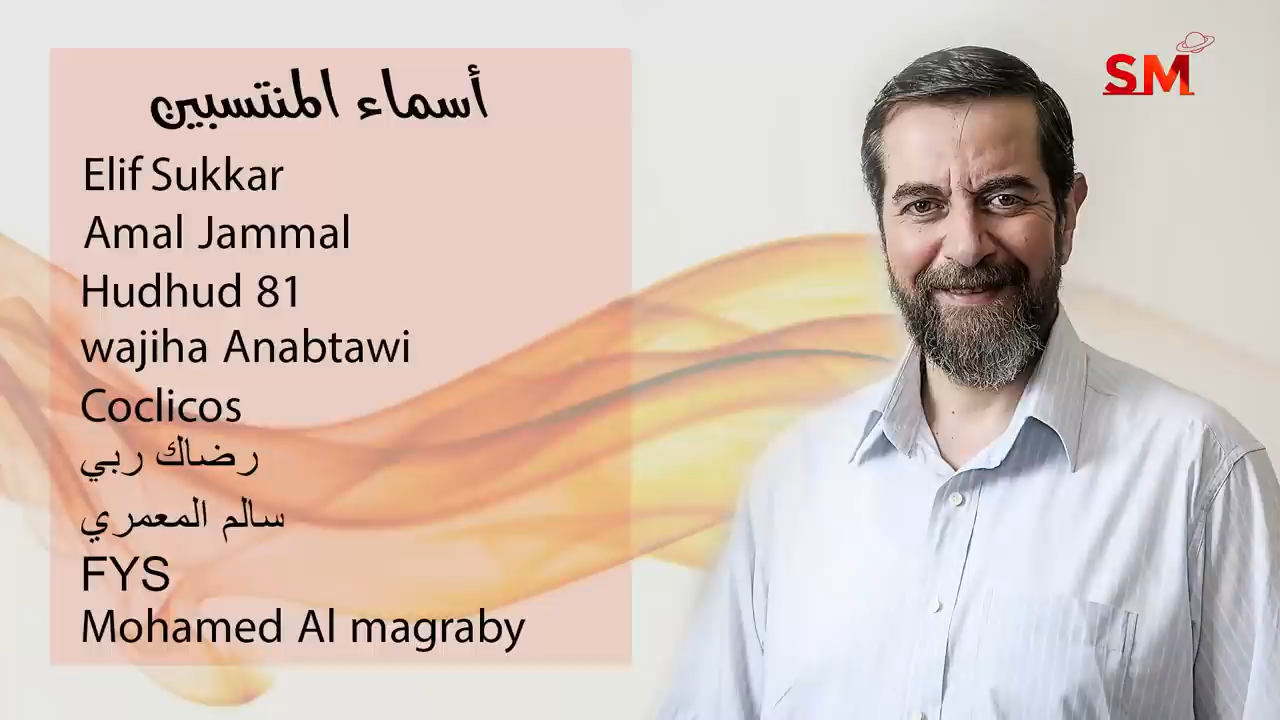 أسماء المنتسبين
Elif Sukkar
Amal Jammal
Hudhud 81
wajiha Anabtawi
Coclicos
رضاك ربي
سالم المعمري
FYS
Mohamed Al magraby
SM